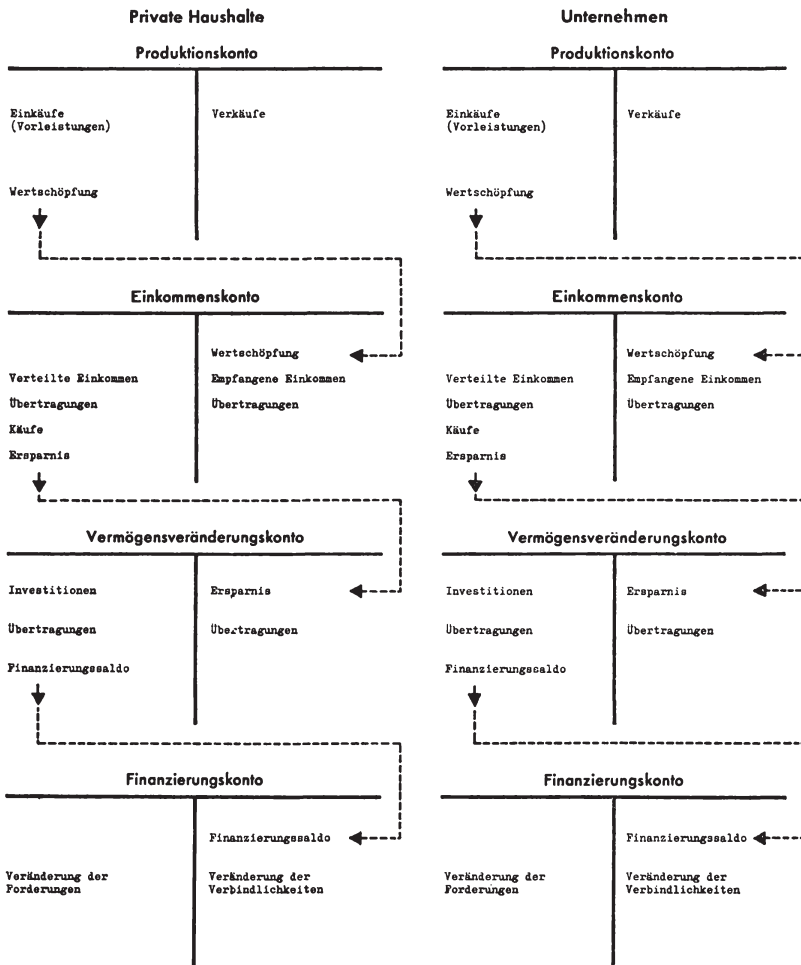 Private Haushalte
Produktionskonto
Einkäufe
(Vorleistungen)
Verkäufe
Wertschöpfung
Einkommenskonto
Wertschöpfung
Verteilte Einkommen
Empfangene Einkommen
Übertragungen
Übertragungen
Käufe
Ersparnis
Vermögensveränderungskonto
Investitionen
Ersparnis
Übertragungen
Übertragungen
Finanzierungssaldo
Finanzierungskonto
Finanzierungssaldo
Veränderung der
Forderungen
Veränderung der
Verbindlichkeiten
Unternehmen
Produktionskonto
Einkäufe
(Vorleistungen)
Verkäufe
Wertschöpfung
Einkommenskonto
Wertschöpfung
Verteilte Einkommen
Empfangene Einkommen
Übertragungen
Übertragungen
Käufe
Ersparnis
Vermögensveränderungskonto
Investitionen
Ersparnis
Übertragungen
Übertragungen
Finanzierungssaldo
Finanzierungskonto
Finanzierungssaldo
Veränderung der
Forderungen
Veränderung der
Verbindlichkeiten